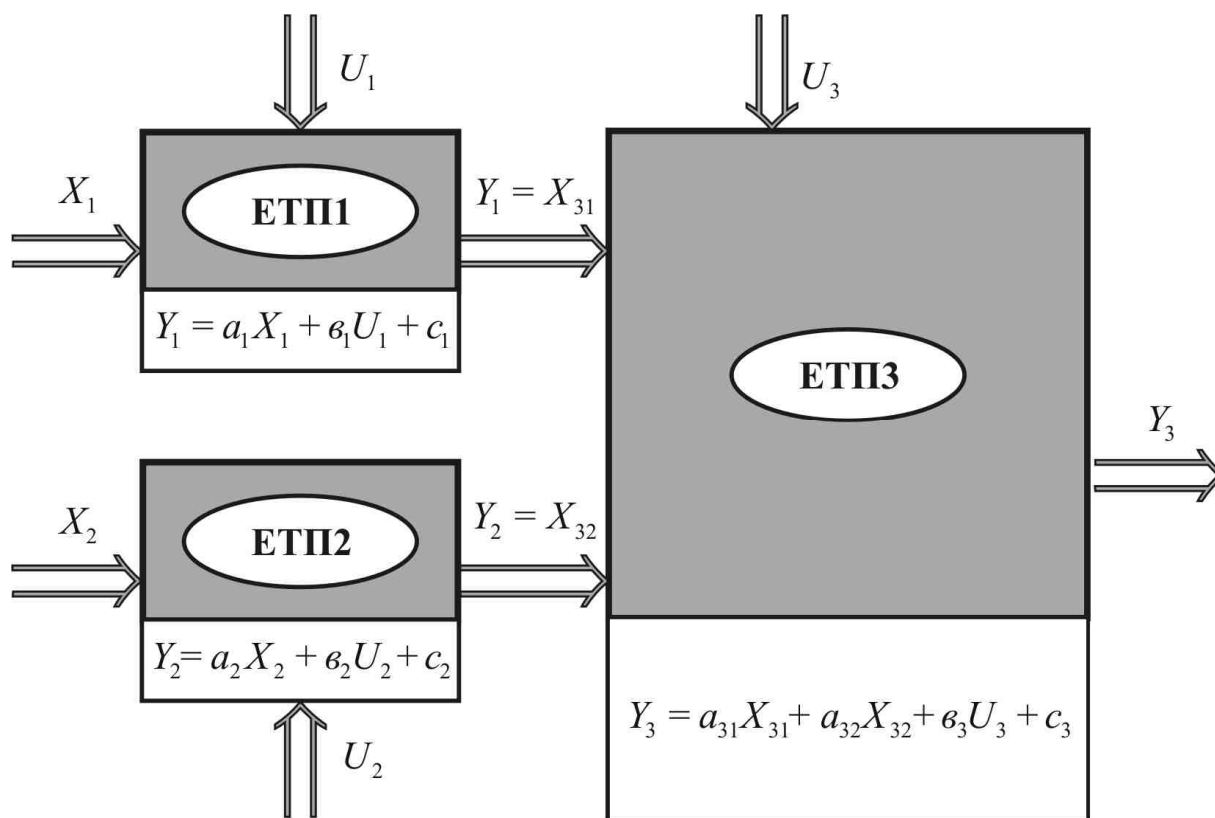 U₁
U₃
X₁
ЕТП1
Y₁ = X₃₁
Y₁ = a₁X₁ + в₁U₁ + c₁
ЕТП3
Y₃
X₂
ЕТП2
Y₂ = X₃₂
Y₂= a₂X₂ + в₂U₂ + c₂
Y₃ = a₃₁X₃₁+ a₃₂X₃₂+ в₃U₃ + c₃
U₂